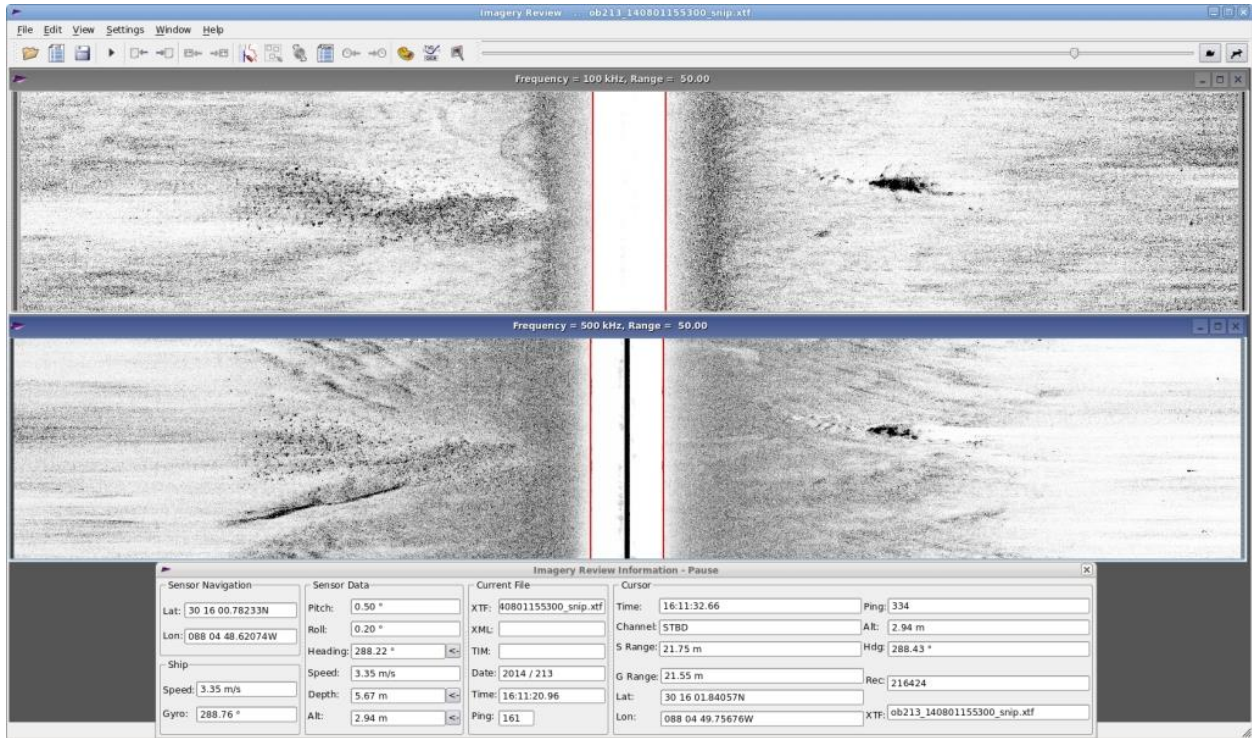 Imagery Review .:. ob213_140801155300_snip.xtf
File Edit View Settings Window Help
Frequency = 100 kHz, Range = 50.00
Frequency = 500 kHz, Range = 50.00
Imagery Review Information - Pause
Sensor Navigation
Lat: 30 16 00.78233N
Lon: 088 04 48.62074W
Ship
Speed: 3.35 m/s
Gyro: 288.76 °
Sensor Data
Pitch: 0.50 °
Roll: 0.20 °
Heading: 288.22 ° <-
Speed: 3.35 m/s
Depth: 5.67 m <-
Alt: 2.94 m <-
Current File
XTF: 40801155300_snip.xtf
XML:
TIM:
Date: 2014 / 213
Time: 16:11:20.96
Ping: 161
Cursor
Time: 16:11:32.66
Channel: STBD
S Range: 21.75 m
G Range: 21.55 m
Lat: 30 16 01.84057N
Lon: 088 04 49.75676W
Ping: 334
Alt: 2.94 m
Hdg: 288.43 °
Rec: 216424
XTF: ob213_140801155300_snip.xtf